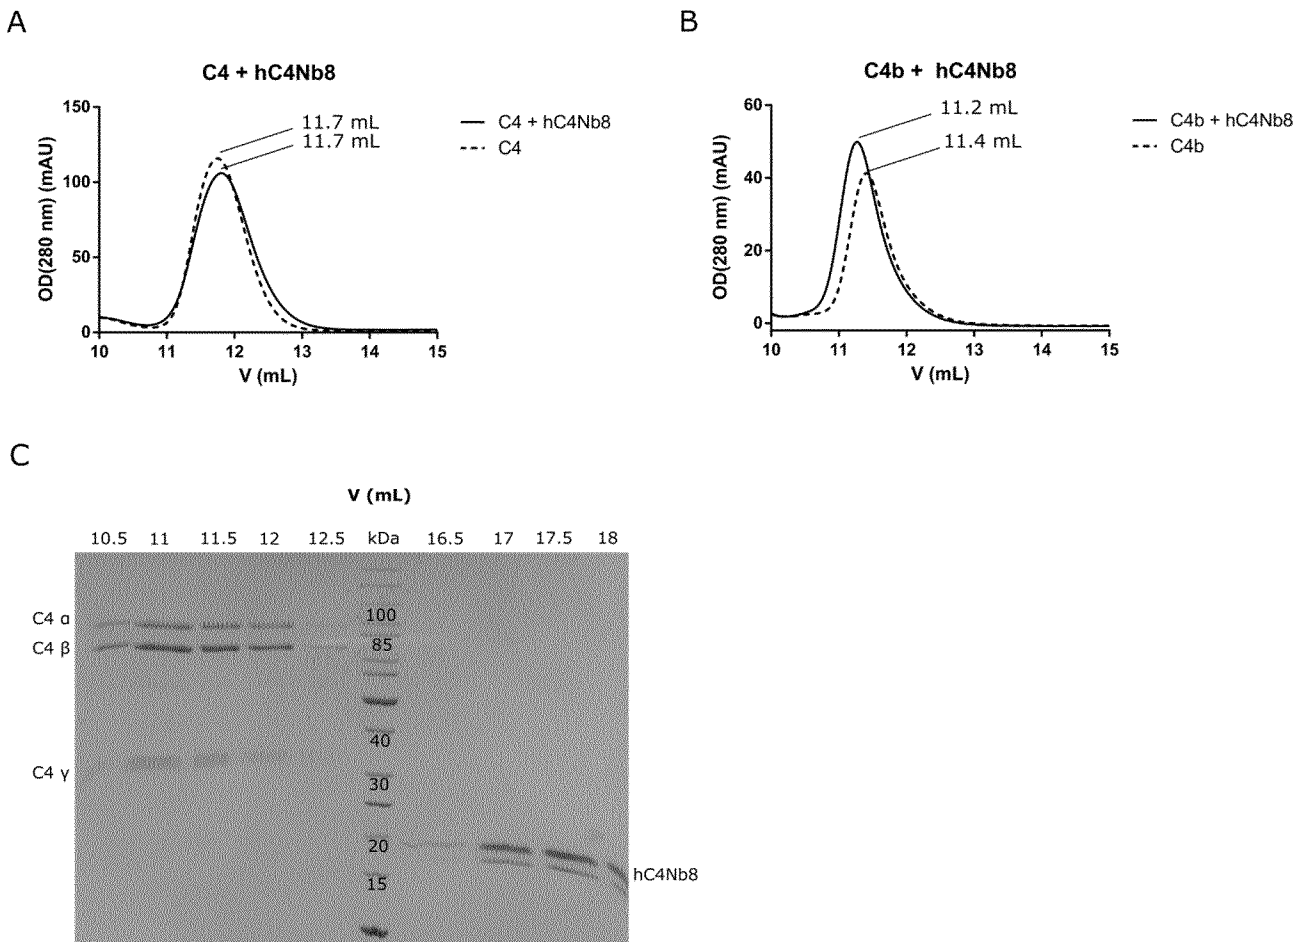 A
C4 + hC4Nb8
11.7 mL
11.7 mL
C4 + hC4Nb8
C4
150
100
50
0
OD(280 nm) (mAU)
10 11 12 13 14 15
V (mL)
B
C4b + hC4Nb8
11.2 mL
11.4 mL
C4b + hC4Nb8
C4b
60
40
20
0
OD(280 nm) (mAU)
10 11 12 13 14 15
V (mL)
C
V (mL)
10.5 11 11.5 12 12.5 kDa 16.5 17 17.5 18
C4 α
C4 β
C4 γ
100
85
40
30
20
15
hC4Nb8